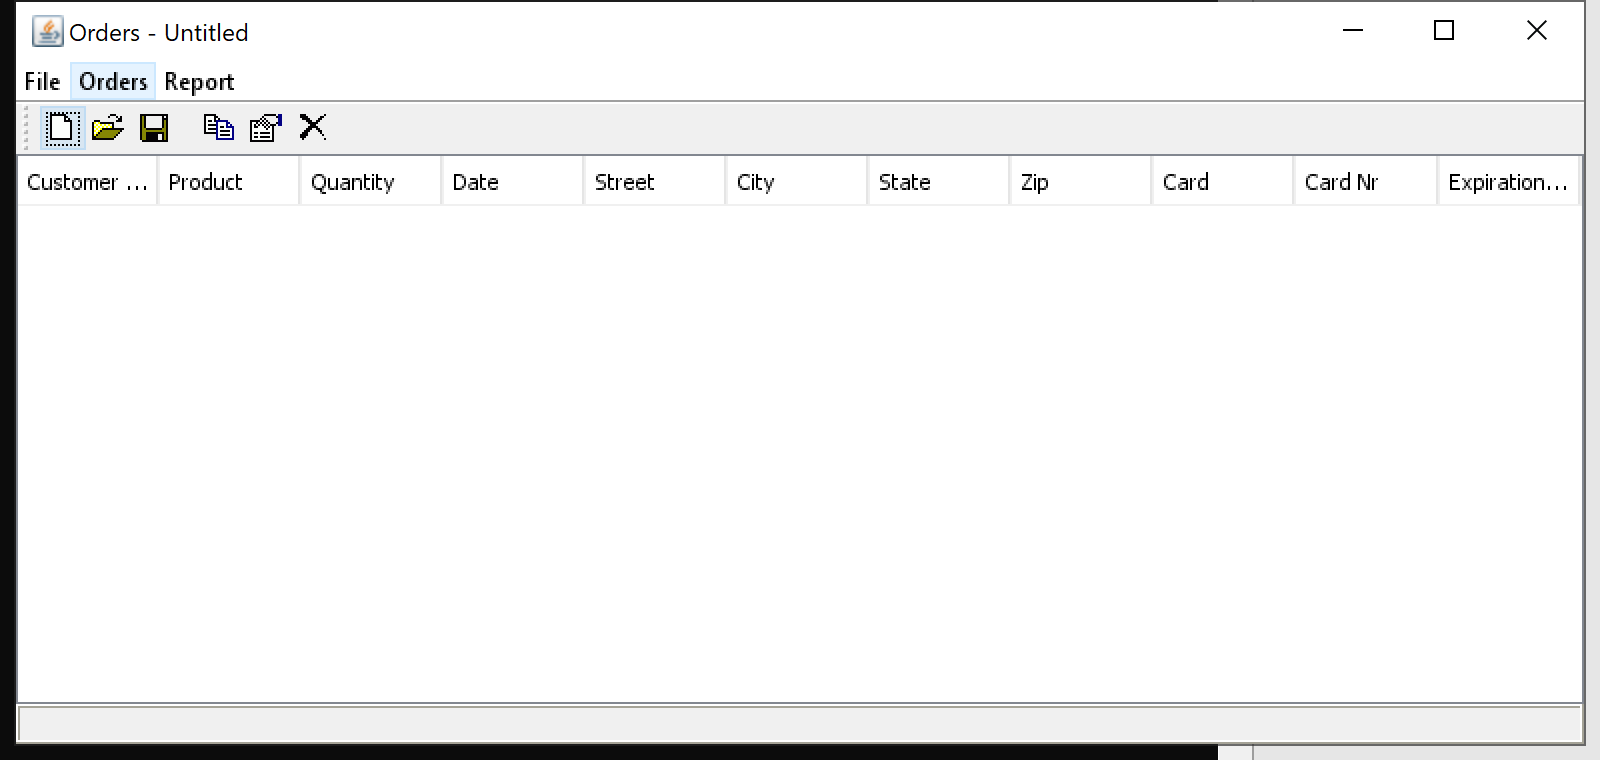 Orders - Untitled
File Orders Report
Customer ... Product Quantity Date Street City State Zip Card Card Nr Expiration...